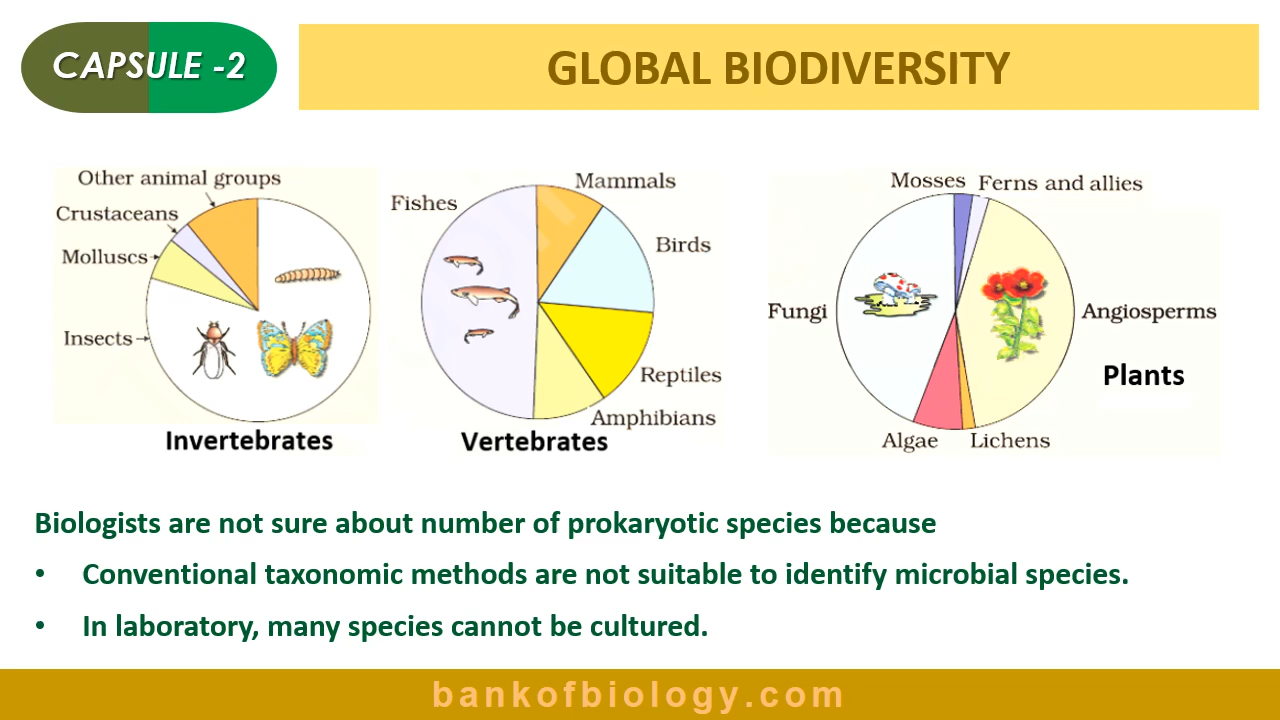 CAPSULE -2
GLOBAL BIODIVERSITY
Other animal groups
Crustaceans
Molluscs
Insects
Invertebrates
Fishes
Mammals
Birds
Reptiles
Amphibians
Vertebrates
Mosses
Ferns and allies
Fungi
Angiosperms
Plants
Algae
Lichens
Biologists are not sure about number of prokaryotic species because
• Conventional taxonomic methods are not suitable to identify microbial species.
• In laboratory, many species cannot be cultured.
bankofbiology.com